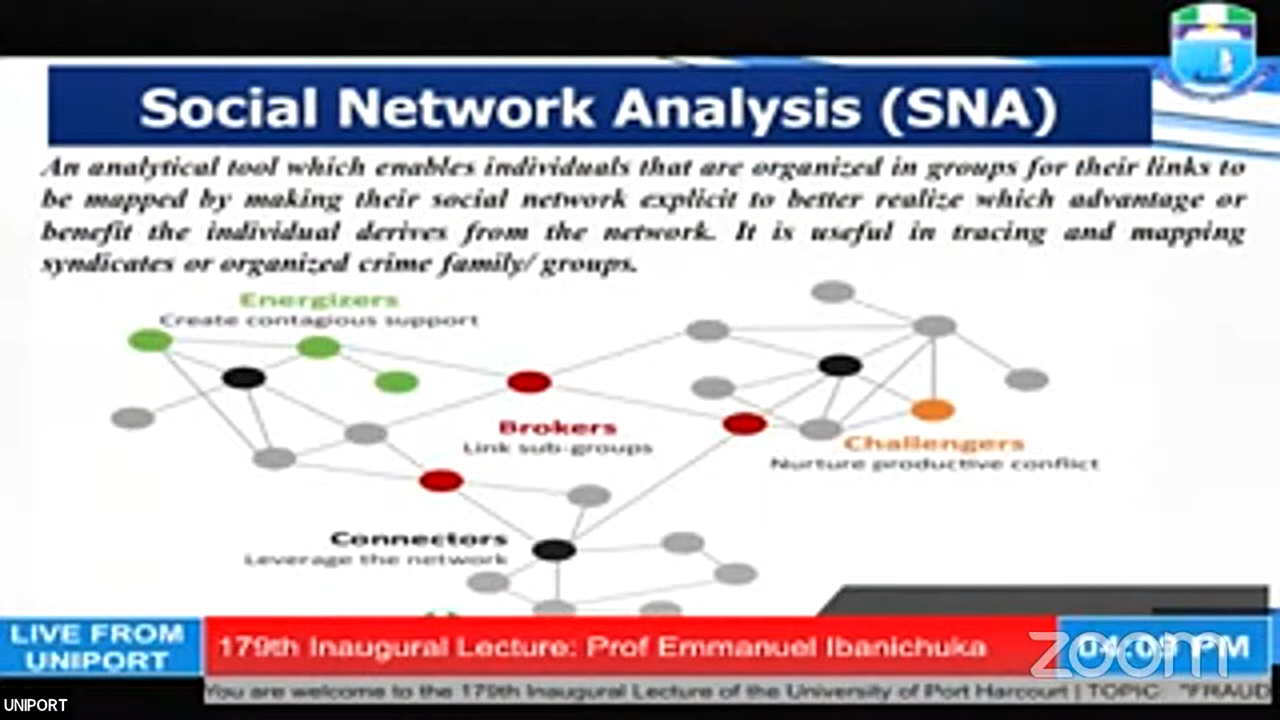 Social Network Analysis (SNA)
An analytical tool which enables individuals that are organized in groups for their links to
be mapped by making their social network explicit to better realize which advantage or
benefit the individual derives from the network. It is useful in tracing and mapping
syndicates or organized crime family/ groups.
Energizers
Create contagious support
Brokers
Link sub-groups
Challengers
Nurture productive conflict
Connectors
Leverage the network
LIVE FROM
UNIPORT
179th Inaugural Lecture: Prof Emmanuel Ibanichuka
04:09 PM
zoom
You are welcome to the 179th Inaugural Lecture of the University of Port Harcourt | TOPIC: "FRAUD
UNIPORT